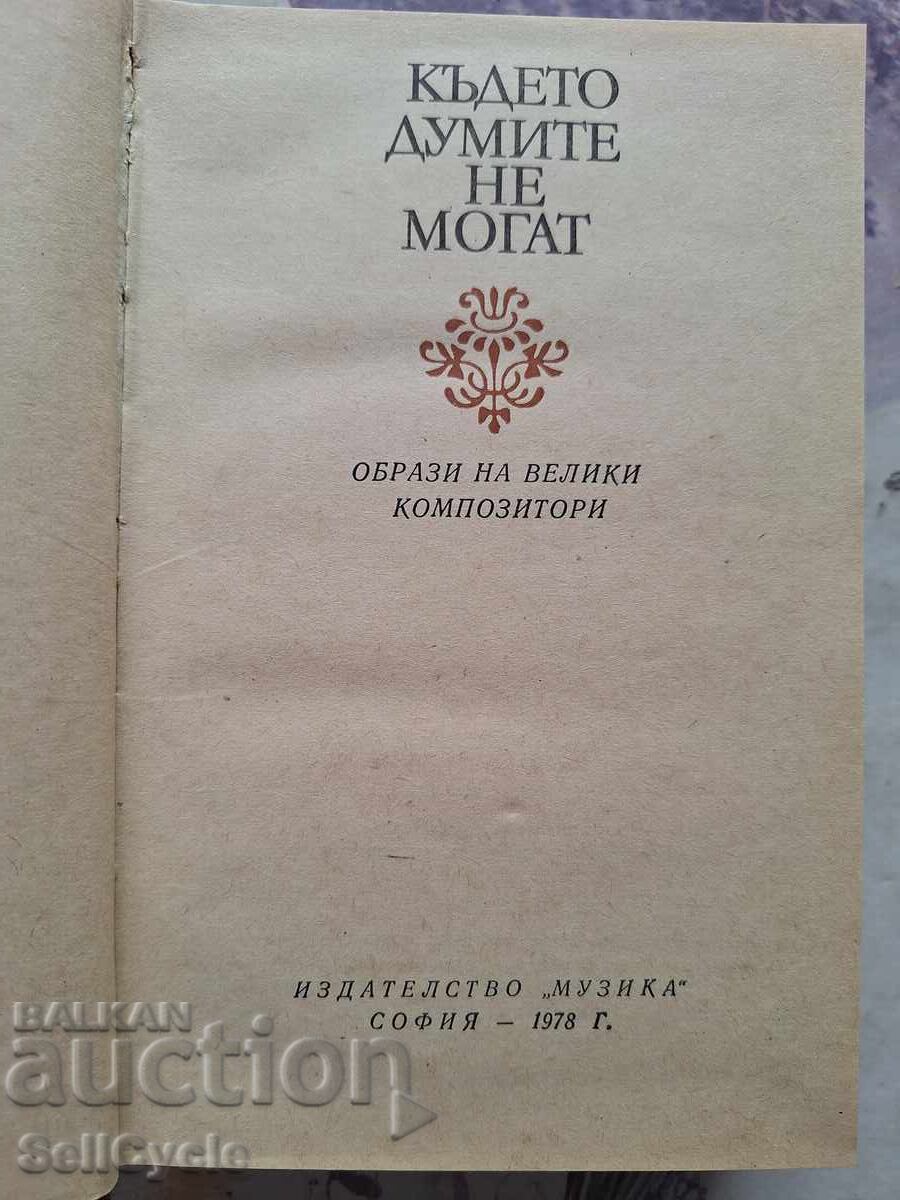 КЪДЕТО
ДУМИТЕ
НЕ
МОГАТ
ОБРАЗИ НА ВЕЛИКИ
КОМПОЗИТОРИ
ИЗДАТЕЛСТВО „МУЗИКА“
СОФИЯ — 1978 Г.
BALKAN
auction
SellCycle